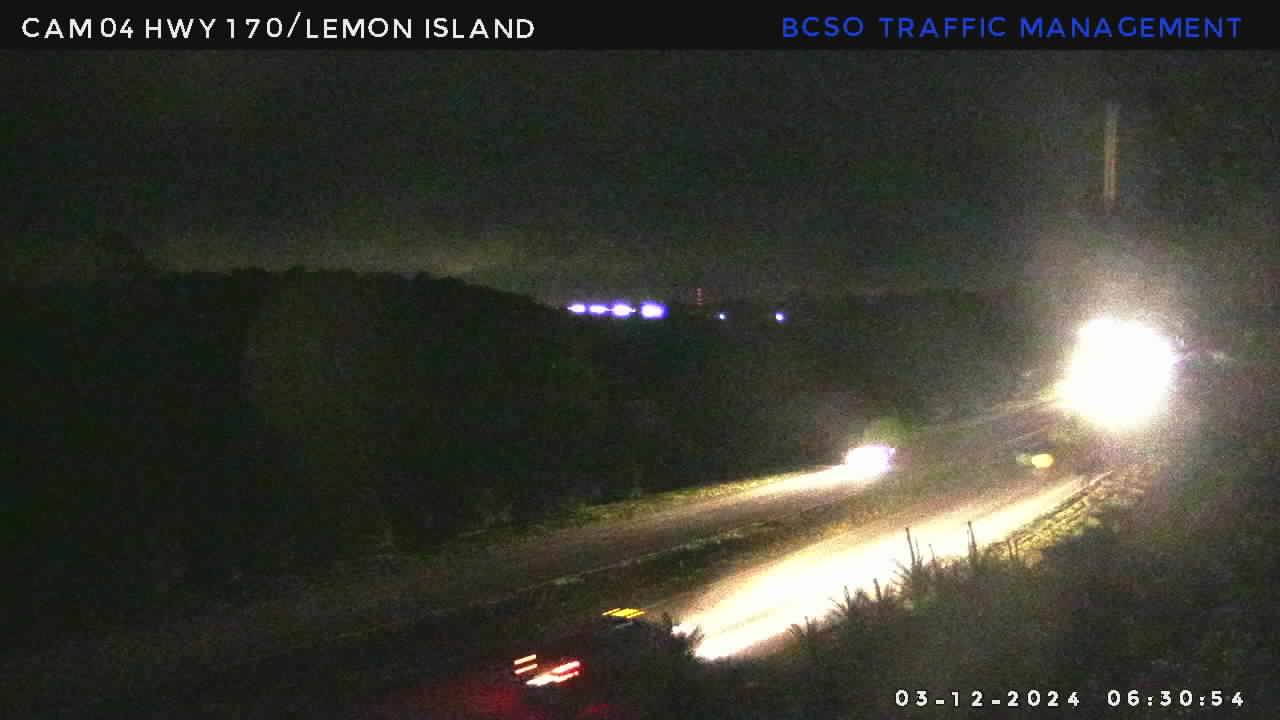 CAM04 HWY 170/LEMON ISLAND
BCSO TRAFFIC MANAGEMENT
03-12-2024 06:30:54